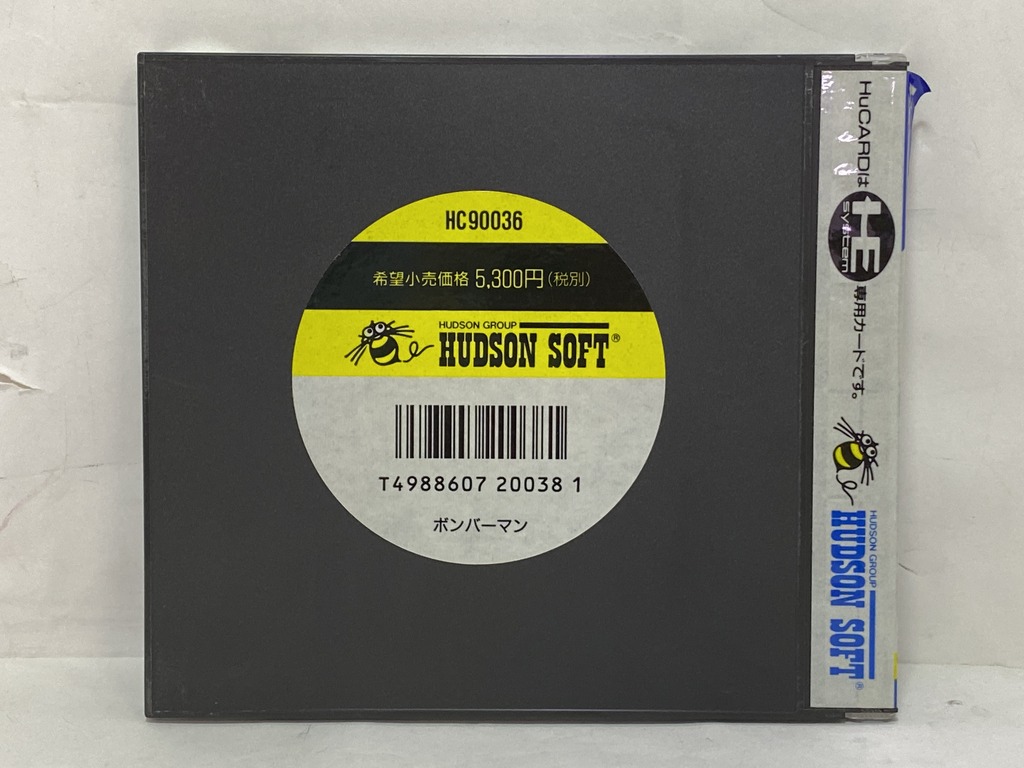 HC90036
希望小売価格 5,300円(税別)
HUDSON GROUP
HUDSON SOFT®
T4988607 20038 1
ボンバーマン
HuCARDは HE system 専用カードです。
HUDSON GROUP
HUDSON SOFT®